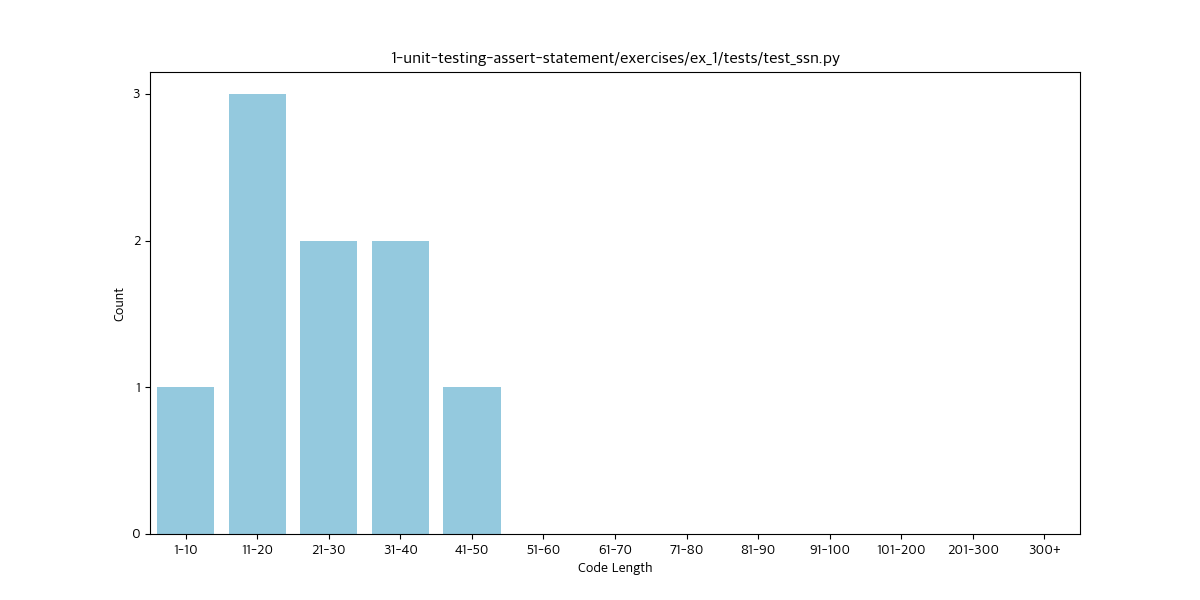 1-unit-testing-assert-statement/exercises/ex_1/tests/test_ssn.py
3
2
1
0
Count
1-10 11-20 21-30 31-40 41-50 51-60 61-70 71-80 81-90 91-100 101-200 201-300 300+
Code Length